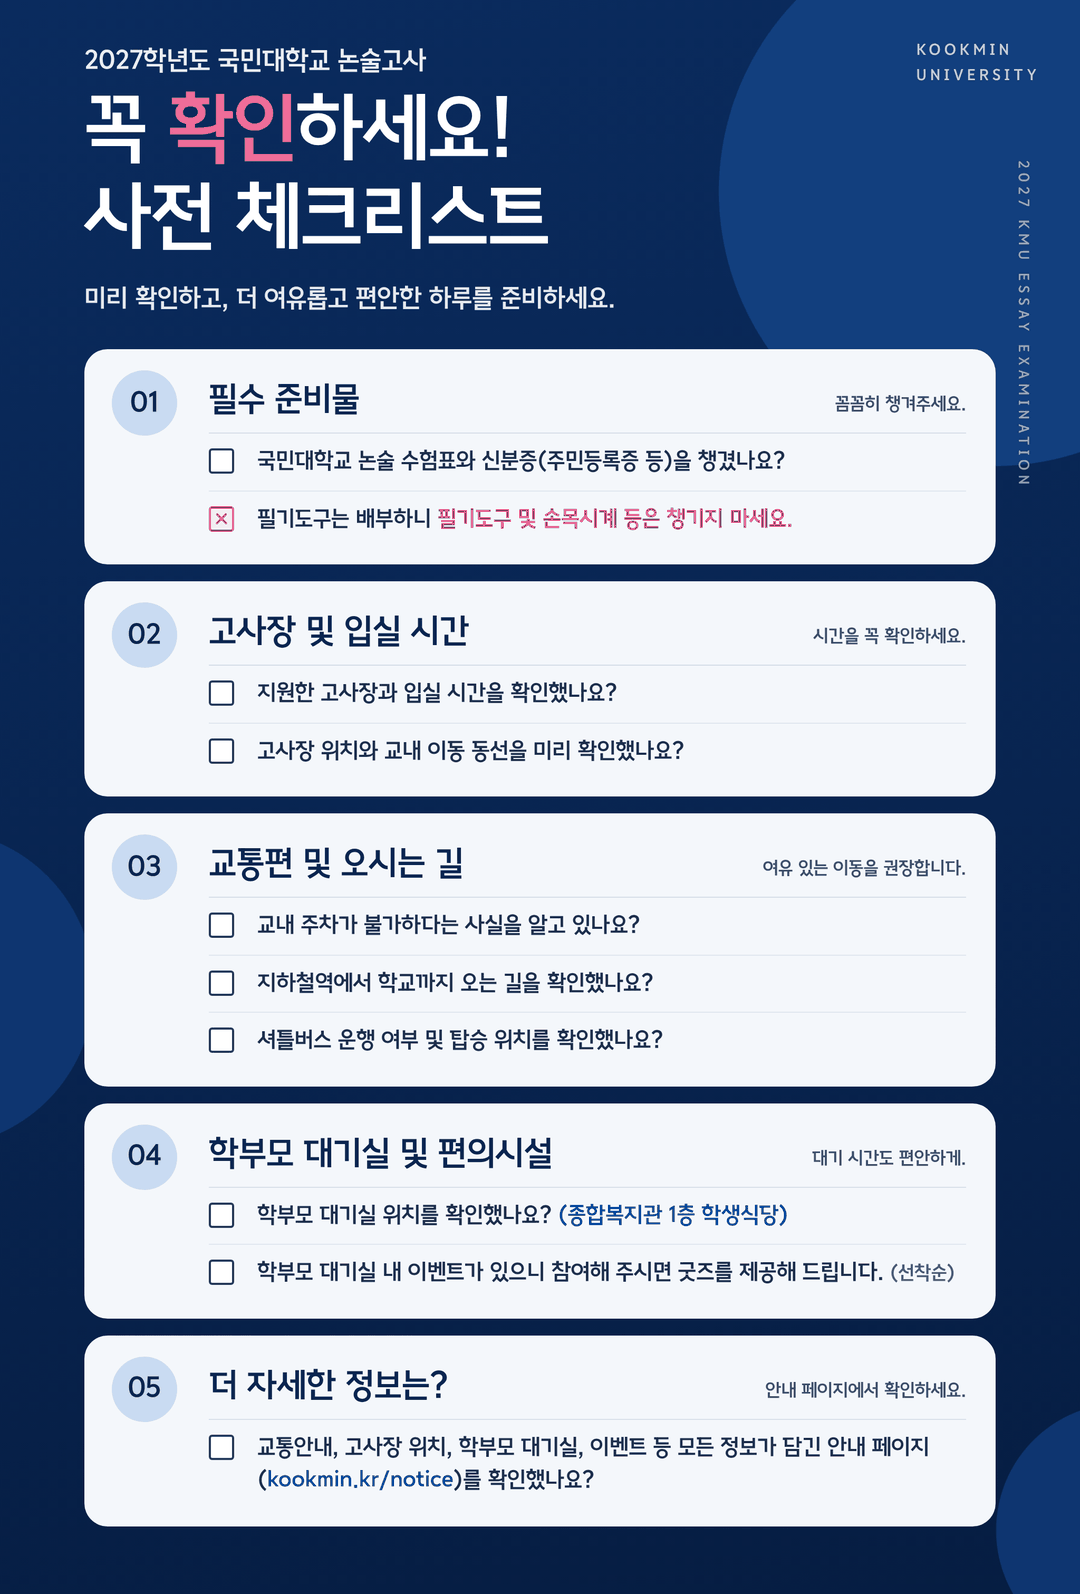 2027학년도 국민대학교 논술고사
꼭 확인하세요!
사전 체크리스트
미리 확인하고, 더 여유롭고 편안한 하루를 준비하세요.
KOOKMIN
UNIVERSITY
2027 KMU ESSAY EXAMINATION
01
필수 준비물
꼼꼼히 챙겨주세요.
국민대학교 논술 수험표와 신분증(주민등록증 등)을 챙겼나요?
필기도구는 배부하니 필기도구 및 손목시계 등은 챙기지 마세요.
02
고사장 및 입실 시간
시간을 꼭 확인하세요.
지원한 고사장과 입실 시간을 확인했나요?
고사장 위치와 교내 이동 동선을 미리 확인했나요?
03
교통편 및 오시는 길
여유 있는 이동을 권장합니다.
교내 주차가 불가하다는 사실을 알고 있나요?
지하철역에서 학교까지 오는 길을 확인했나요?
셔틀버스 운행 여부 및 탑승 위치를 확인했나요?
04
학부모 대기실 및 편의시설
대기 시간도 편안하게.
학부모 대기실 위치를 확인했나요? (종합복지관 1층 학생식당)
학부모 대기실 내 이벤트가 있으니 참여해 주시면 굿즈를 제공해 드립니다. (선착순)
05
더 자세한 정보는?
안내 페이지에서 확인하세요.
교통안내, 고사장 위치, 학부모 대기실, 이벤트 등 모든 정보가 담긴 안내 페이지
(kookmin.kr/notice)를 확인했나요?